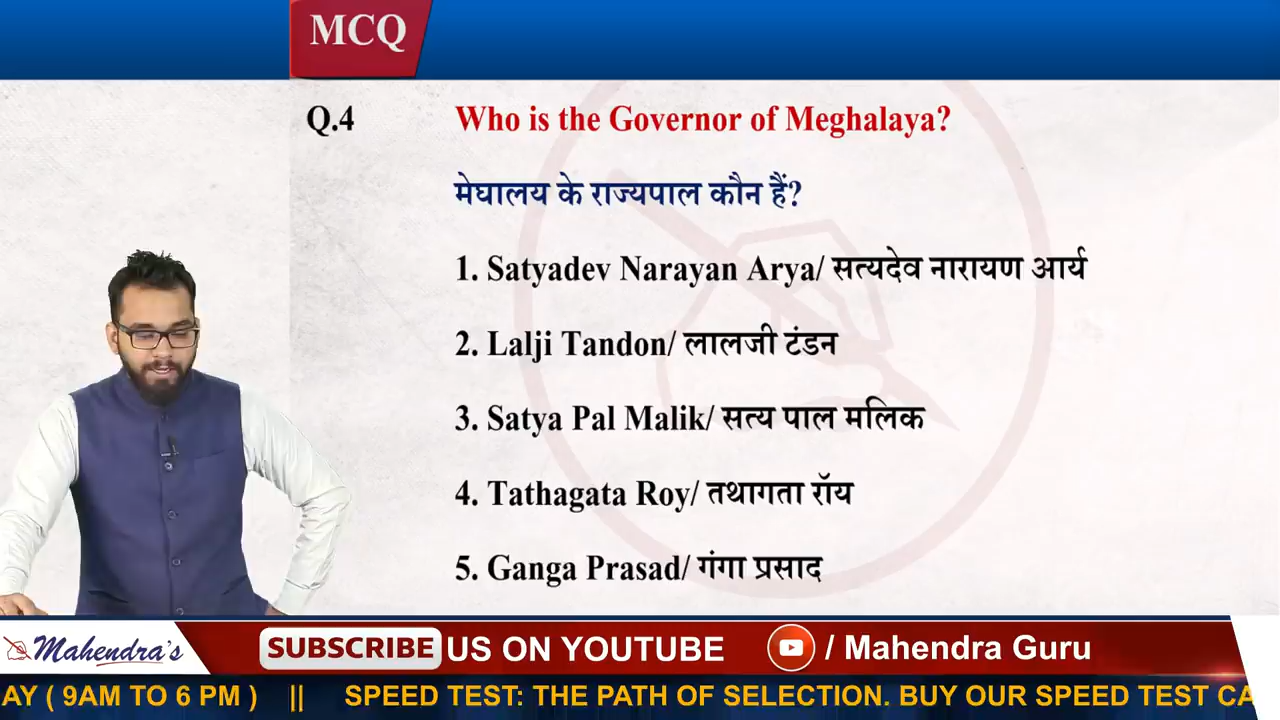 MCQ
Q.4 Who is the Governor of Meghalaya?
मेघालय के राज्यपाल कौन हैं?
1. Satyadev Narayan Arya/ सत्यदेव नारायण आर्य
2. Lalji Tandon/ लालजी टंडन
3. Satya Pal Malik/ सत्य पाल मलिक
4. Tathagata Roy/ तथागता रॉय
5. Ganga Prasad/ गंगा प्रसाद
Mahendra's SUBSCRIBE US ON YOUTUBE / Mahendra Guru
AY ( 9AM TO 6 PM ) || SPEED TEST: THE PATH OF SELECTION. BUY OUR SPEED TEST CA